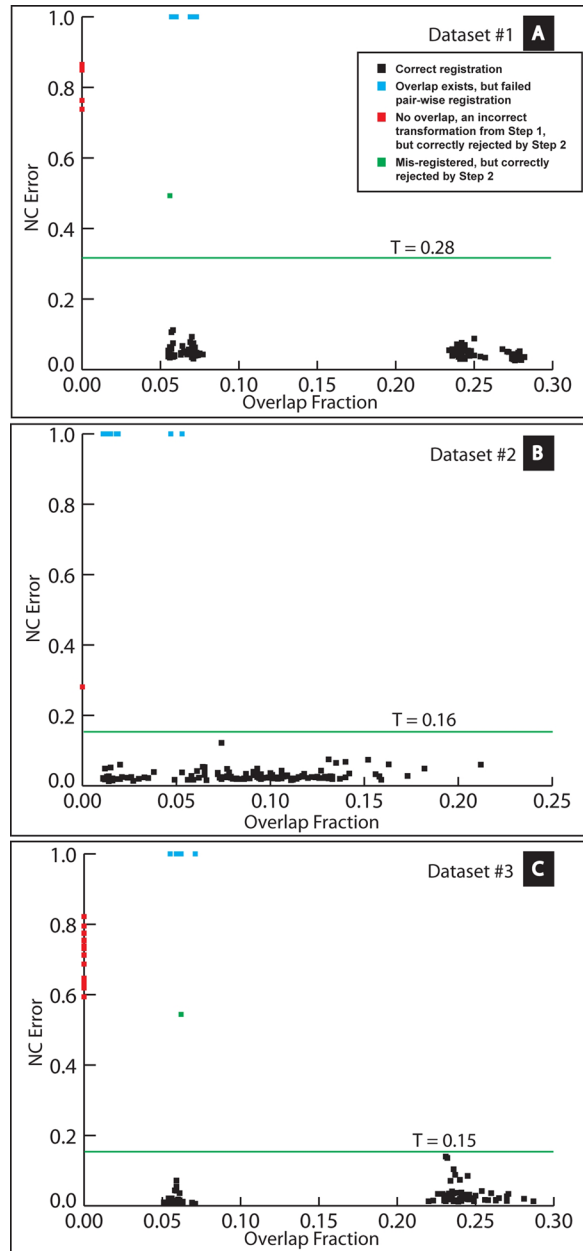 Dataset #1 A
1.0
0.8
0.6
0.4
0.2
0.0
NC Error
Correct registration
Overlap exists, but failed
pair-wise registration
No overlap, an incorrect
transformation from Step 1,
but correctly rejected by Step 2
Mis-registered, but correctly
rejected by Step 2
T = 0.28
0.00 0.05 0.10 0.15 0.20 0.25 0.30
Overlap Fraction
Dataset #2 B
1.0
0.8
0.6
0.4
0.2
0.0
NC Error
T = 0.16
0.00 0.05 0.10 0.15 0.20 0.25
Overlap Fraction
Dataset #3 C
1.0
0.8
0.6
0.4
0.2
0.0
NC Error
T = 0.15
0.00 0.05 0.10 0.15 0.20 0.25 0.30
Overlap Fraction